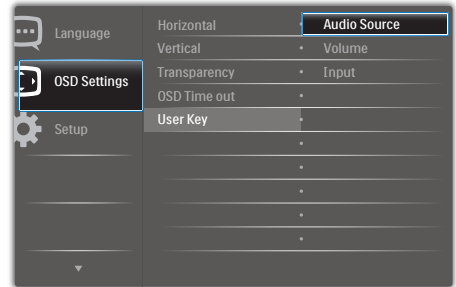 Language
OSD Settings
Setup
Horizontal
Vertical
Transparency
OSD Time out
User Key
Audio Source
Volume
Input